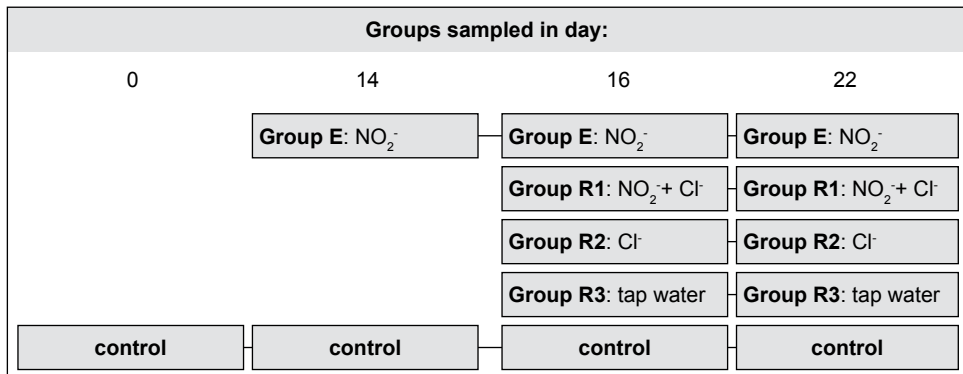 Groups sampled in day:
0 14 16 22
Group E: NO₂⁻ Group E: NO₂⁻ Group E: NO₂⁻
Group R1: NO₂⁻+ Cl⁻ Group R1: NO₂⁻+ Cl⁻
Group R2: Cl⁻ Group R2: Cl⁻
Group R3: tap water Group R3: tap water
control control control control